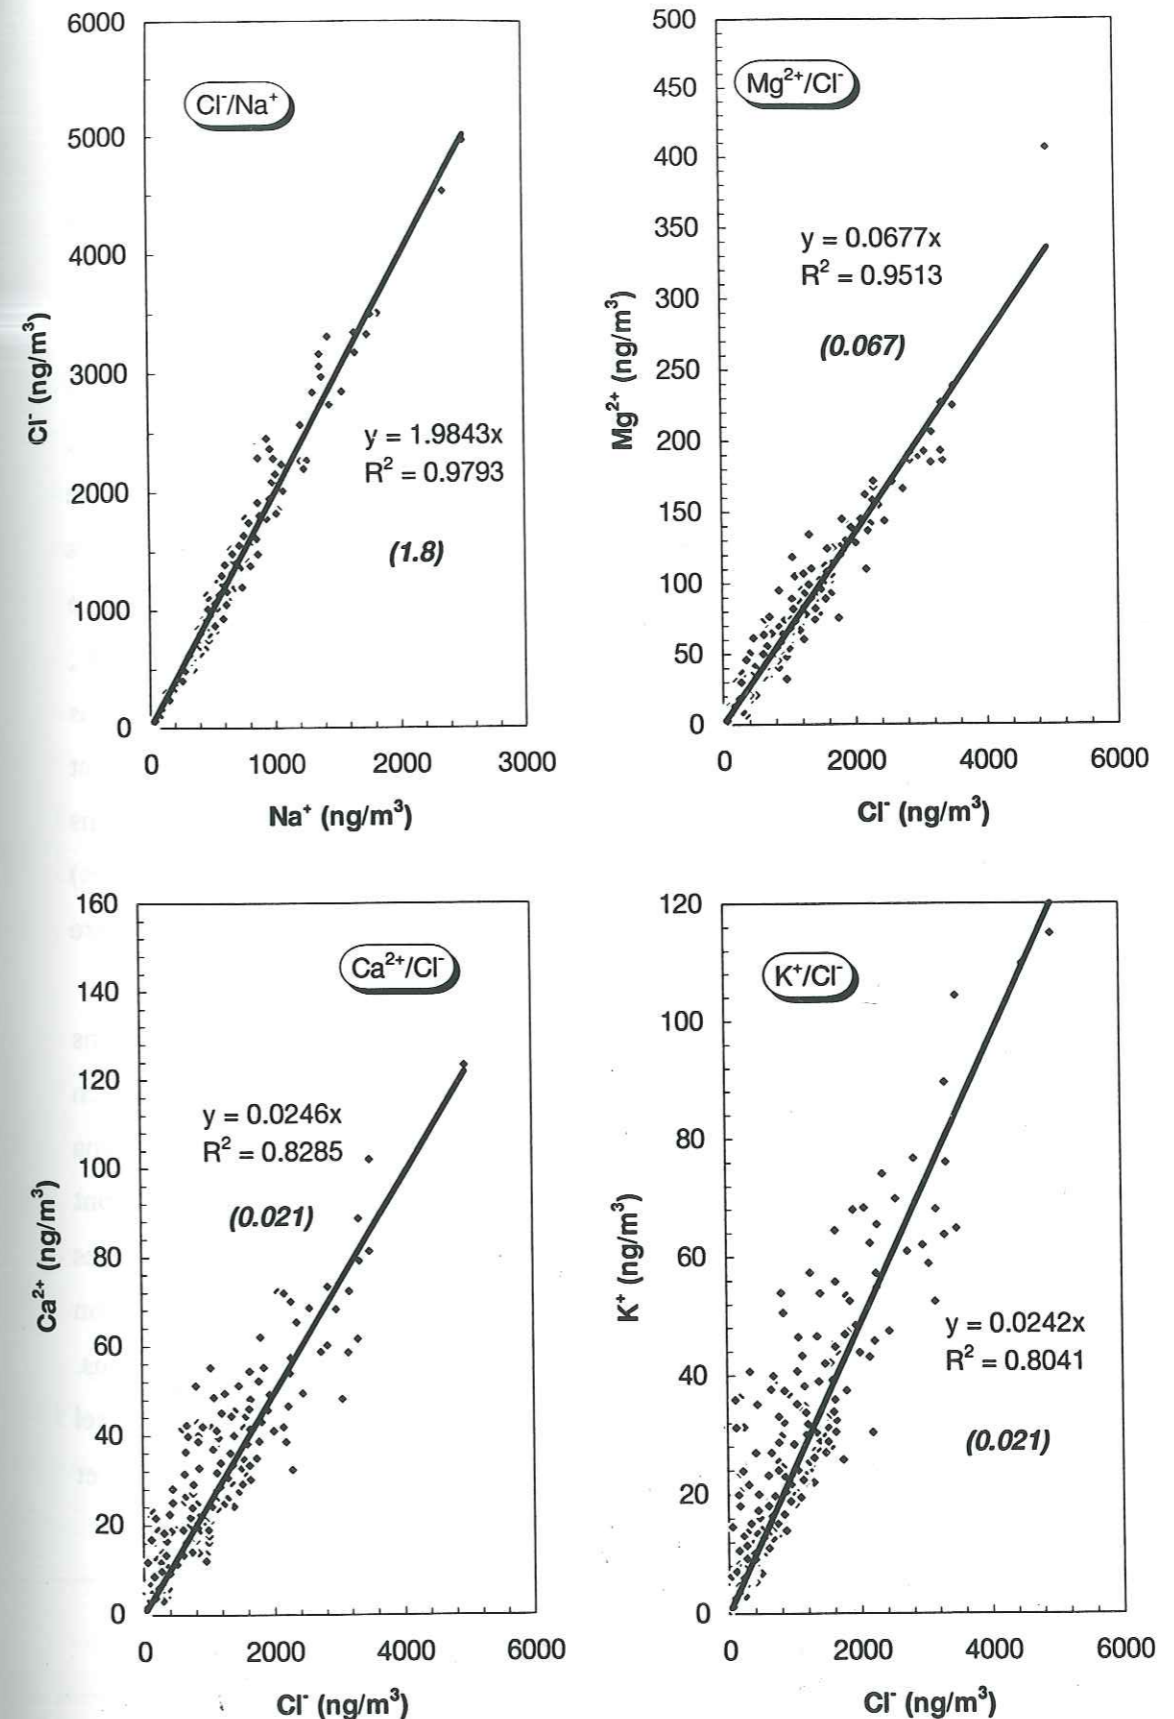 6000
5000
4000
3000
2000
1000
0
Cl⁻ (ng/m³)
Cl⁻/Na⁺
y = 1.9843x
R² = 0.9793
(1.8)
0 1000 2000 3000
Na⁺ (ng/m³)
500
450
400
350
300
250
200
150
100
50
0
Mg²⁺ (ng/m³)
Mg²⁺/Cl⁻
y = 0.0677x
R² = 0.9513
(0.067)
0 2000 4000 6000
Cl⁻ (ng/m³)
160
140
120
100
80
60
40
20
0
Ca²⁺ (ng/m³)
Ca²⁺/Cl⁻
y = 0.0246x
R² = 0.8285
(0.021)
0 2000 4000 6000
Cl⁻ (ng/m³)
120
100
80
60
40
20
0
K⁺ (ng/m³)
K⁺/Cl⁻
y = 0.0242x
R² = 0.8041
(0.021)
0 2000 4000 6000
Cl⁻ (ng/m³)